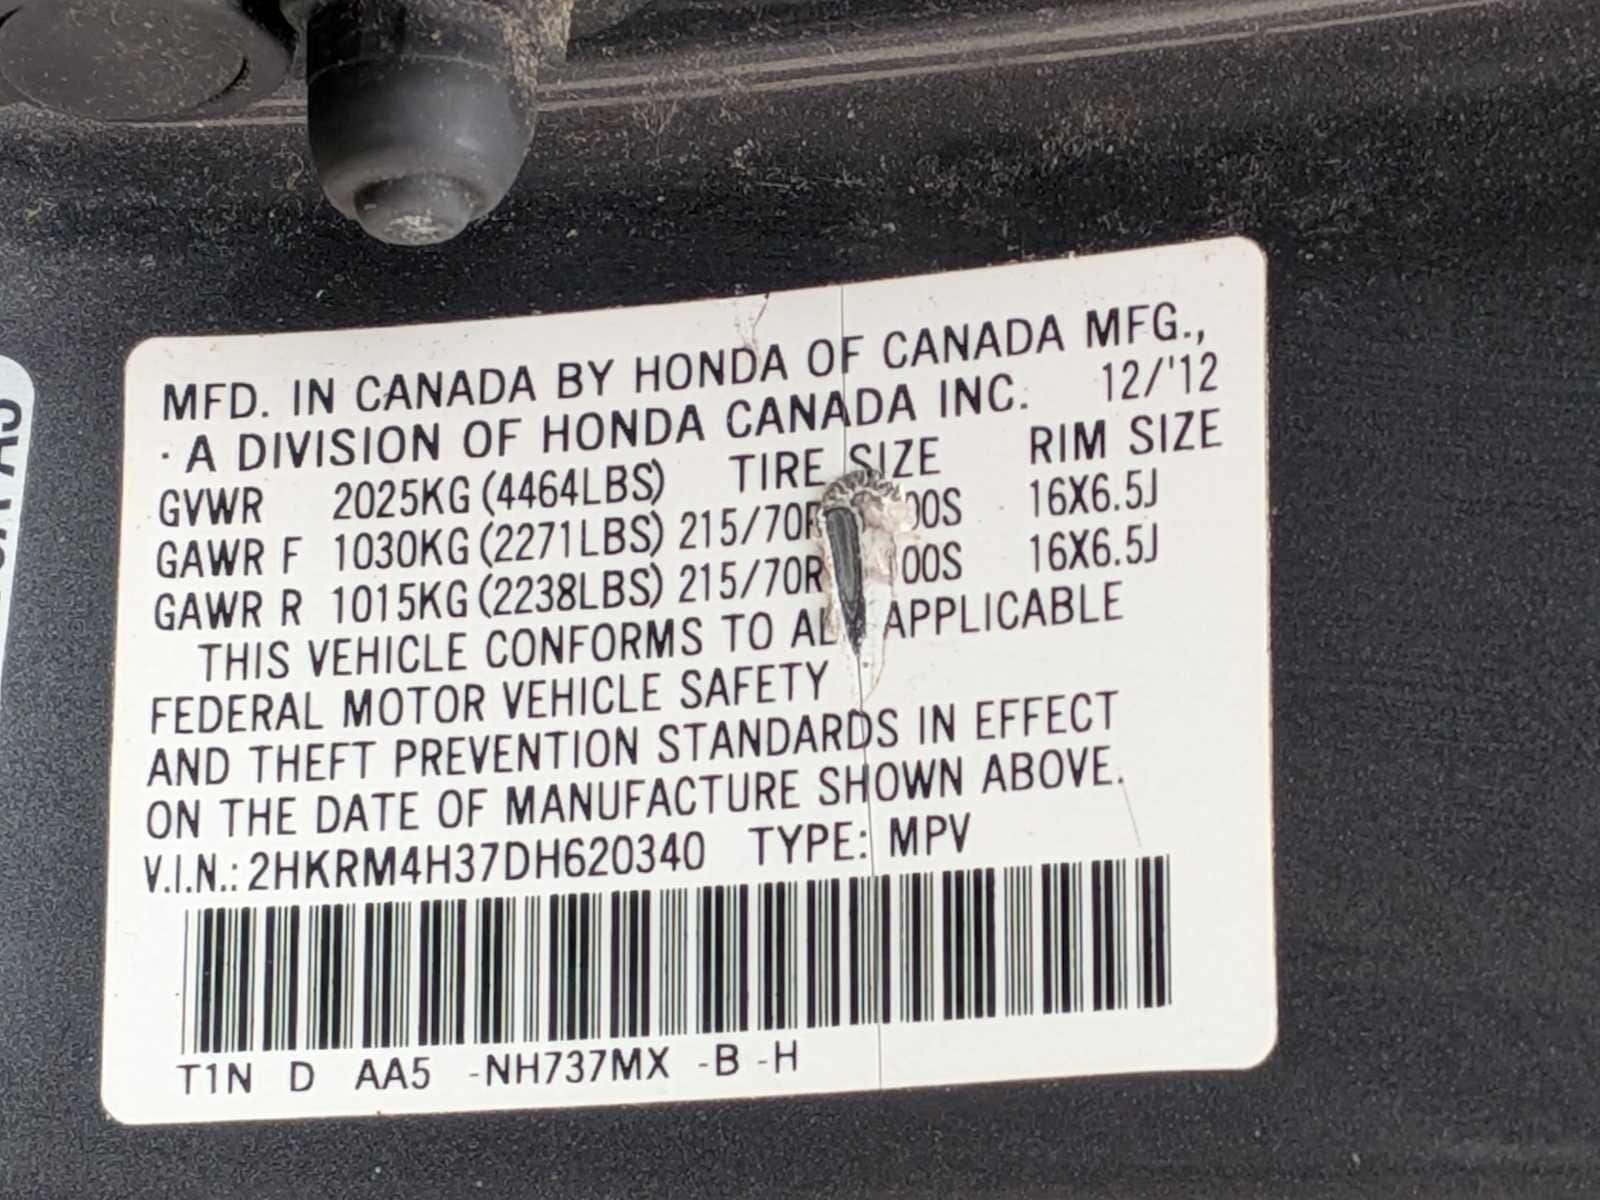 MFD. IN CANADA BY HONDA OF CANADA MFG.,
· A DIVISION OF HONDA CANADA INC. 12/'12
GVWR 2025KG (4464LBS) TIRE SIZE RIM SIZE
GAWR F 1030KG (2271LBS) 215/70R 00S 16X6.5J
GAWR R 1015KG (2238LBS) 215/70R 00S 16X6.5J
THIS VEHICLE CONFORMS TO ALL APPLICABLE
FEDERAL MOTOR VEHICLE SAFETY
AND THEFT PREVENTION STANDARDS IN EFFECT
ON THE DATE OF MANUFACTURE SHOWN ABOVE.
V.I.N.: 2HKRM4H37DH620340 TYPE: MPV
T1N D AA5 -NH737MX -B -H